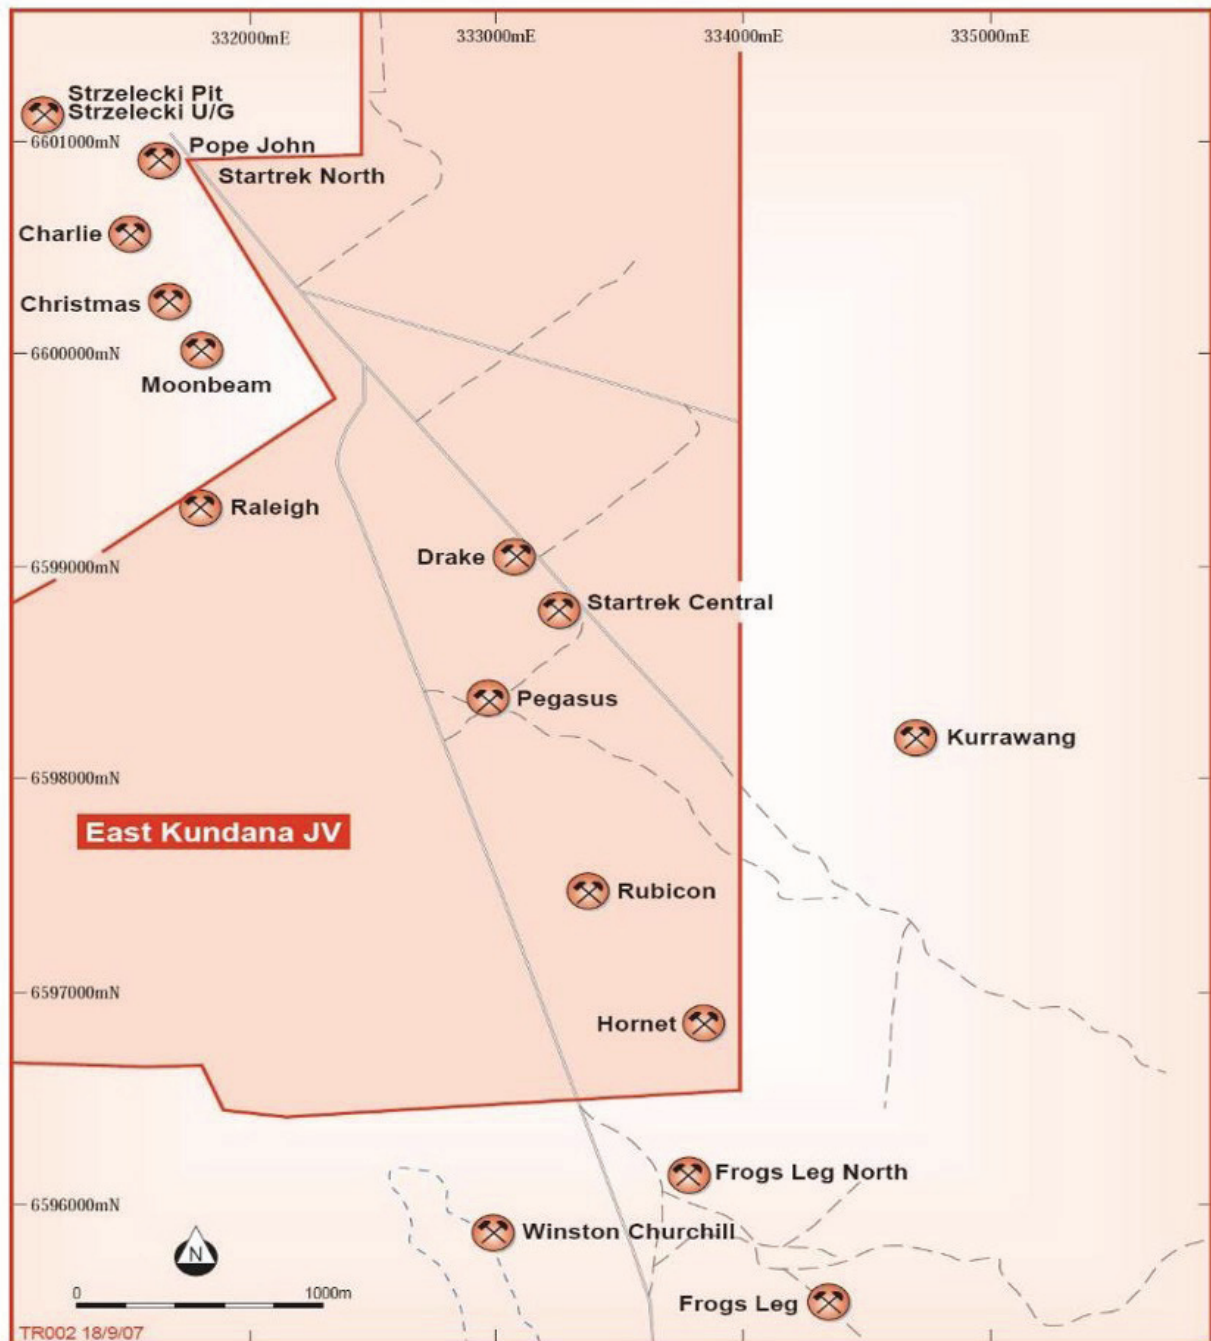 332000mE
333000mE
334000mE
335000mE
Strzelecki Pit
Strzelecki U/G
6601000mN
Pope John
Startrek North
Charlie
Christmas
6600000mN
Moonbeam
Raleigh
Drake
6599000mN
Startrek Central
Pegasus
Kurrawang
6598000mN
East Kundana JV
Rubicon
6597000mN
Hornet
Frogs Leg North
6596000mN
Winston Churchill
N
0
1000m
Frogs Leg
TR002 18/9/07